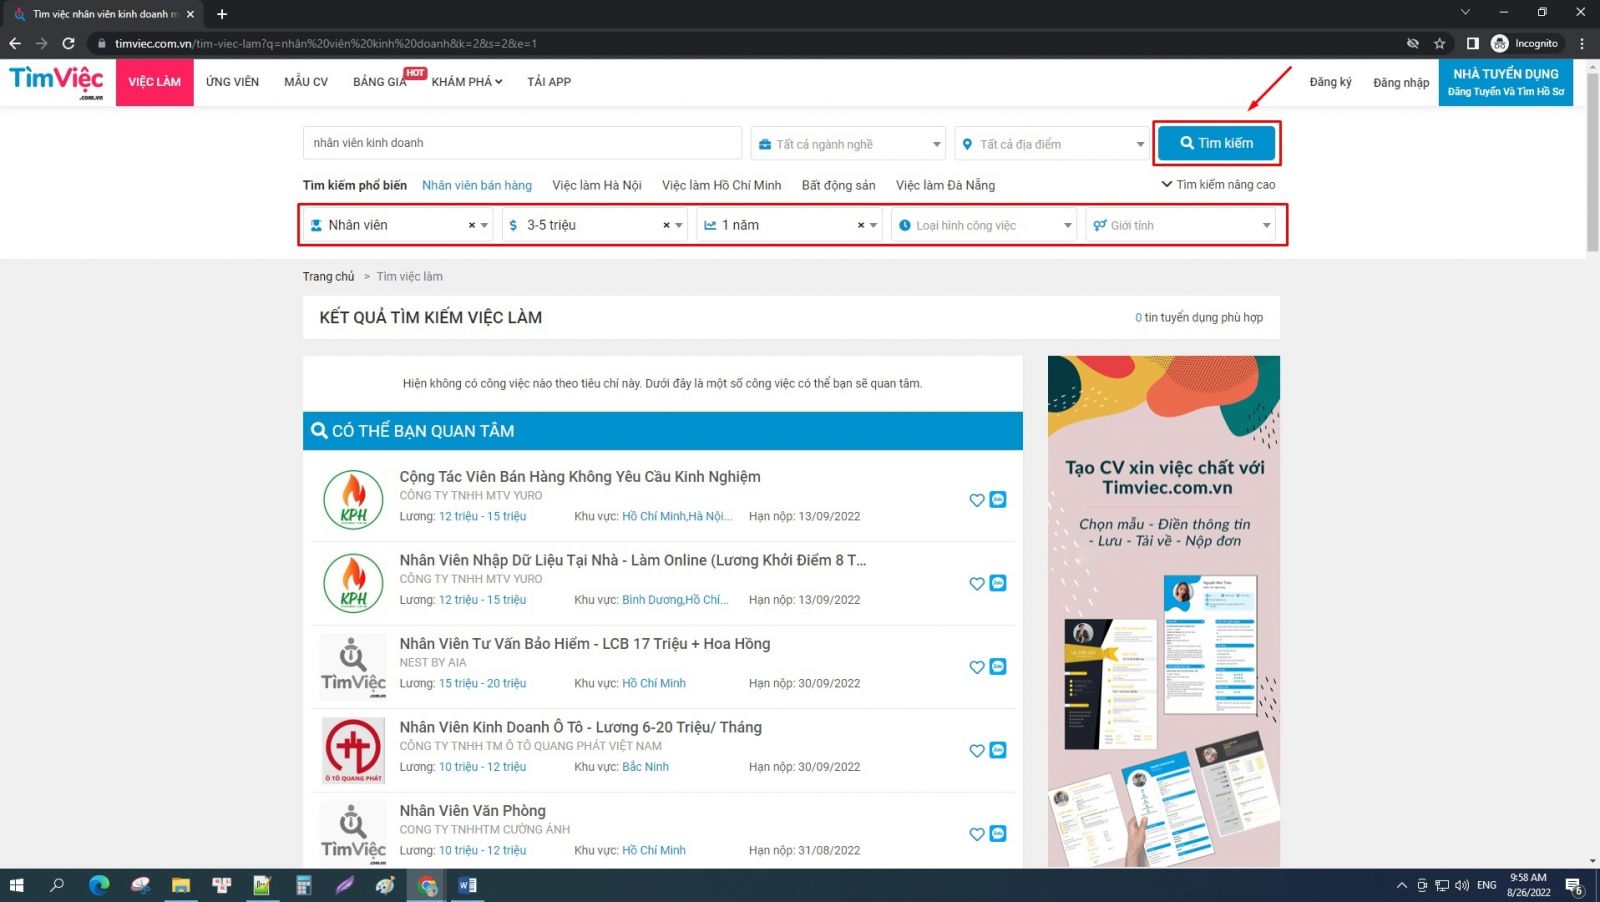 Tìm việc nhân viên kinh doanh m
timviec.com.vn/tim-viec-lam?q=nhân%20viên%20kinh%20doanh&k=2&s=2&e=1
Incognito
TìmViệc
.com.vn
VIỆC LÀM
ỨNG VIÊN
MẪU CV
BẢNG GIÁ
HOT
KHÁM PHÁ
TẢI APP
Đăng ký
Đăng nhập
NHÀ TUYỂN DỤNG
Đăng Tuyển Và Tìm Hồ Sơ
nhân viên kinh doanh
Tất cả ngành nghề
Tất cả địa điểm
Tìm kiếm
Tìm kiếm phổ biến
Nhân viên bán hàng
Việc làm Hà Nội
Việc làm Hồ Chí Minh
Bất động sản
Việc làm Đà Nẵng
Tìm kiếm nâng cao
Nhân viên
3-5 triệu
1 năm
Loại hình công việc
Giới tính
Trang chủ > Tìm việc làm
KẾT QUẢ TÌM KIẾM VIỆC LÀM
0 tin tuyển dụng phù hợp
Hiện không có công việc nào theo tiêu chí này. Dưới đây là một số công việc có thể bạn sẽ quan tâm.
CÓ THỂ BẠN QUAN TÂM
KPH
Cộng Tác Viên Bán Hàng Không Yêu Cầu Kinh Nghiệm
CÔNG TY TNHH MTV YURO
Lương: 12 triệu - 15 triệu Khu vực: Hồ Chí Minh,Hà Nội... Hạn nộp: 13/09/2022
Zalo
KPH
Nhân Viên Nhập Dữ Liệu Tại Nhà - Làm Online (Lương Khởi Điểm 8 T...
CÔNG TY TNHH MTV YURO
Lương: 12 triệu - 15 triệu Khu vực: Bình Dương,Hồ Chí... Hạn nộp: 13/09/2022
Zalo
TìmViệc
.com.vn
Nhân Viên Tư Vấn Bảo Hiểm - LCB 17 Triệu + Hoa Hồng
NEST BY AIA
Lương: 15 triệu - 20 triệu Khu vực: Hồ Chí Minh Hạn nộp: 30/09/2022
Zalo
Ô TÔ QUANG PHÁT
Nhân Viên Kinh Doanh Ô Tô - Lương 6-20 Triệu/ Tháng
CÔNG TY TNHH TM Ô TÔ QUANG PHÁT VIỆT NAM
Lương: 10 triệu - 12 triệu Khu vực: Bắc Ninh Hạn nộp: 30/09/2022
Zalo
TìmViệc
.com.vn
Nhân Viên Văn Phòng
CONG TY TNHHTM CƯỜNG ÁNH
Lương: 10 triệu - 12 triệu Khu vực: Hồ Chí Minh Hạn nộp: 31/08/2022
Zalo
Tạo CV xin việc chất với
Timviec.com.vn
Chọn mẫu - Điền thông tin
- Lưu - Tải về - Nộp đơn
ENG
9:58 AM
8/26/2022
6